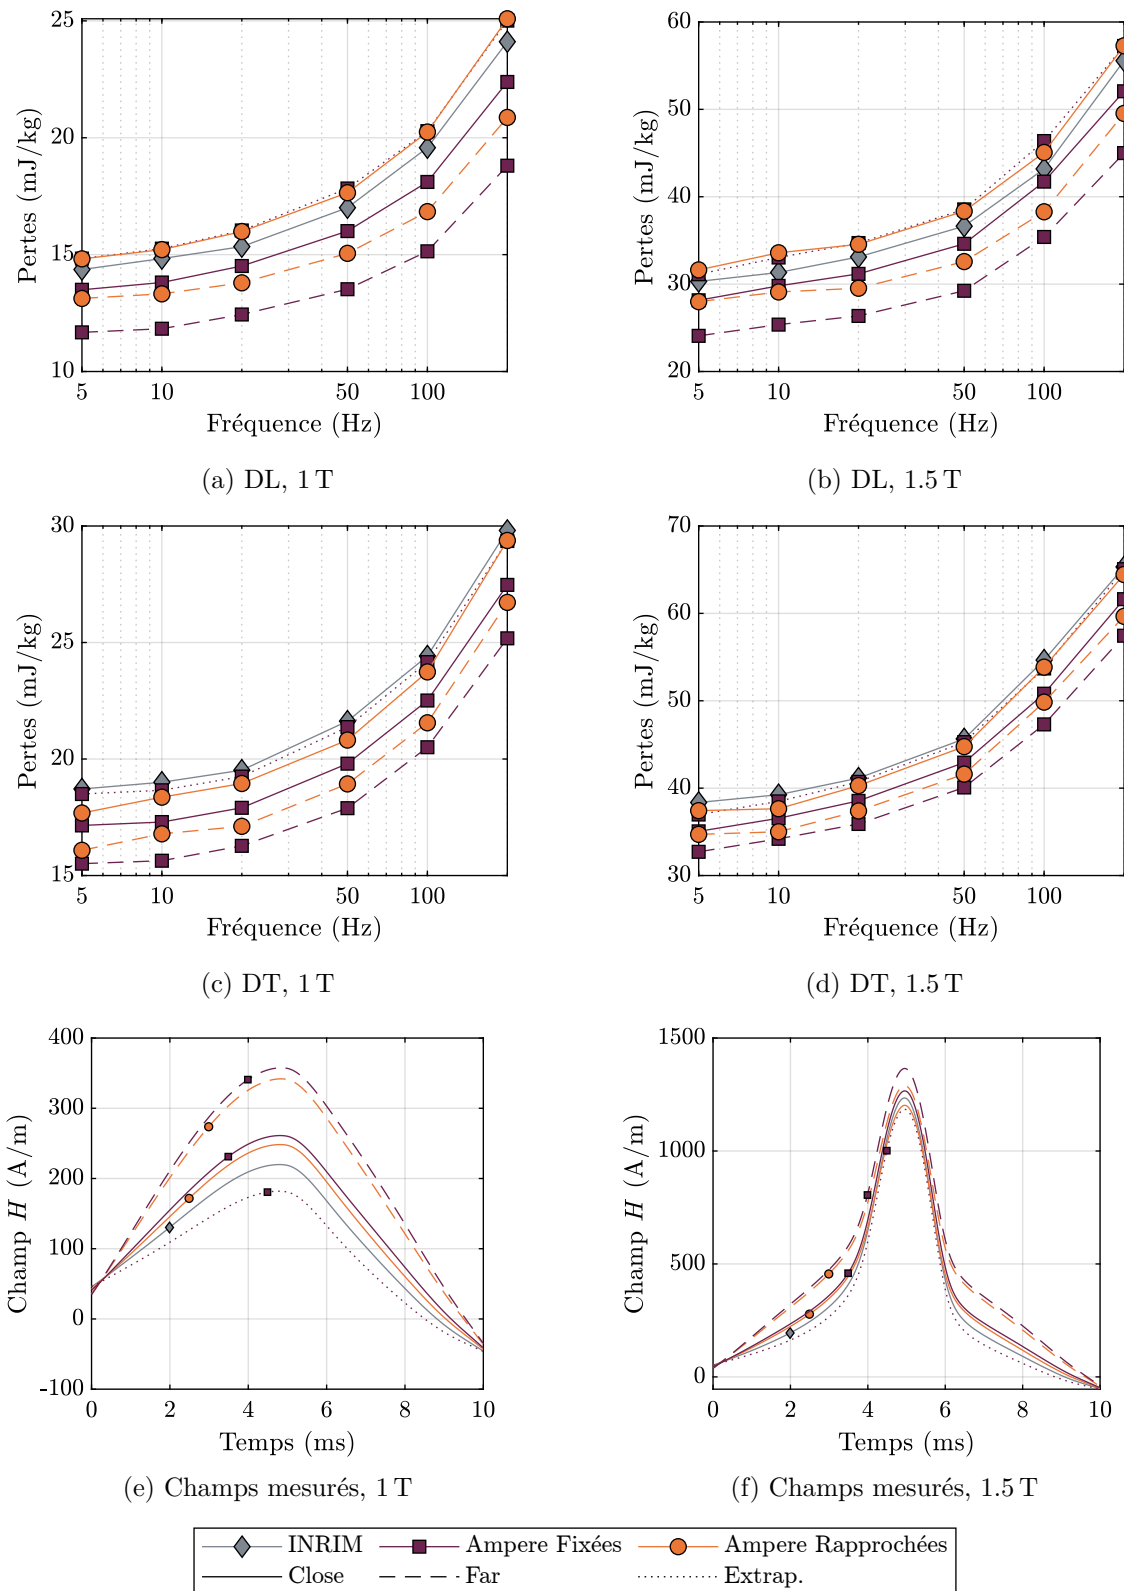 25
20
15
10
Pertes (mJ/kg)
5 10 50 100
Fréquence (Hz)
(a) DL, 1 T
60
50
40
30
20
Pertes (mJ/kg)
5 10 50 100
Fréquence (Hz)
(b) DL, 1.5 T
30
25
20
15
Pertes (mJ/kg)
5 10 50 100
Fréquence (Hz)
(c) DT, 1 T
70
60
50
40
30
Pertes (mJ/kg)
5 10 50 100
Fréquence (Hz)
(d) DT, 1.5 T
400
300
200
100
0
-100
Champ H (A/m)
0 2 4 6 8 10
Temps (ms)
(e) Champs mesurés, 1 T
1500
1000
500
0
Champ H (A/m)
0 2 4 6 8 10
Temps (ms)
(f) Champs mesurés, 1.5 T
INRIM Ampere Fixées Ampere Rapprochées
Close Far Extrap.